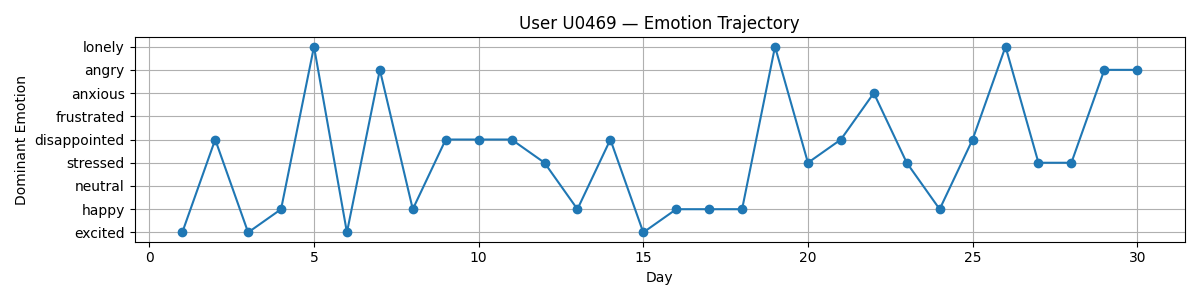 User U0469 — Emotion Trajectory
Dominant Emotion
lonely
angry
anxious
frustrated
disappointed
stressed
neutral
happy
excited
0 5 10 15 20 25 30
Day